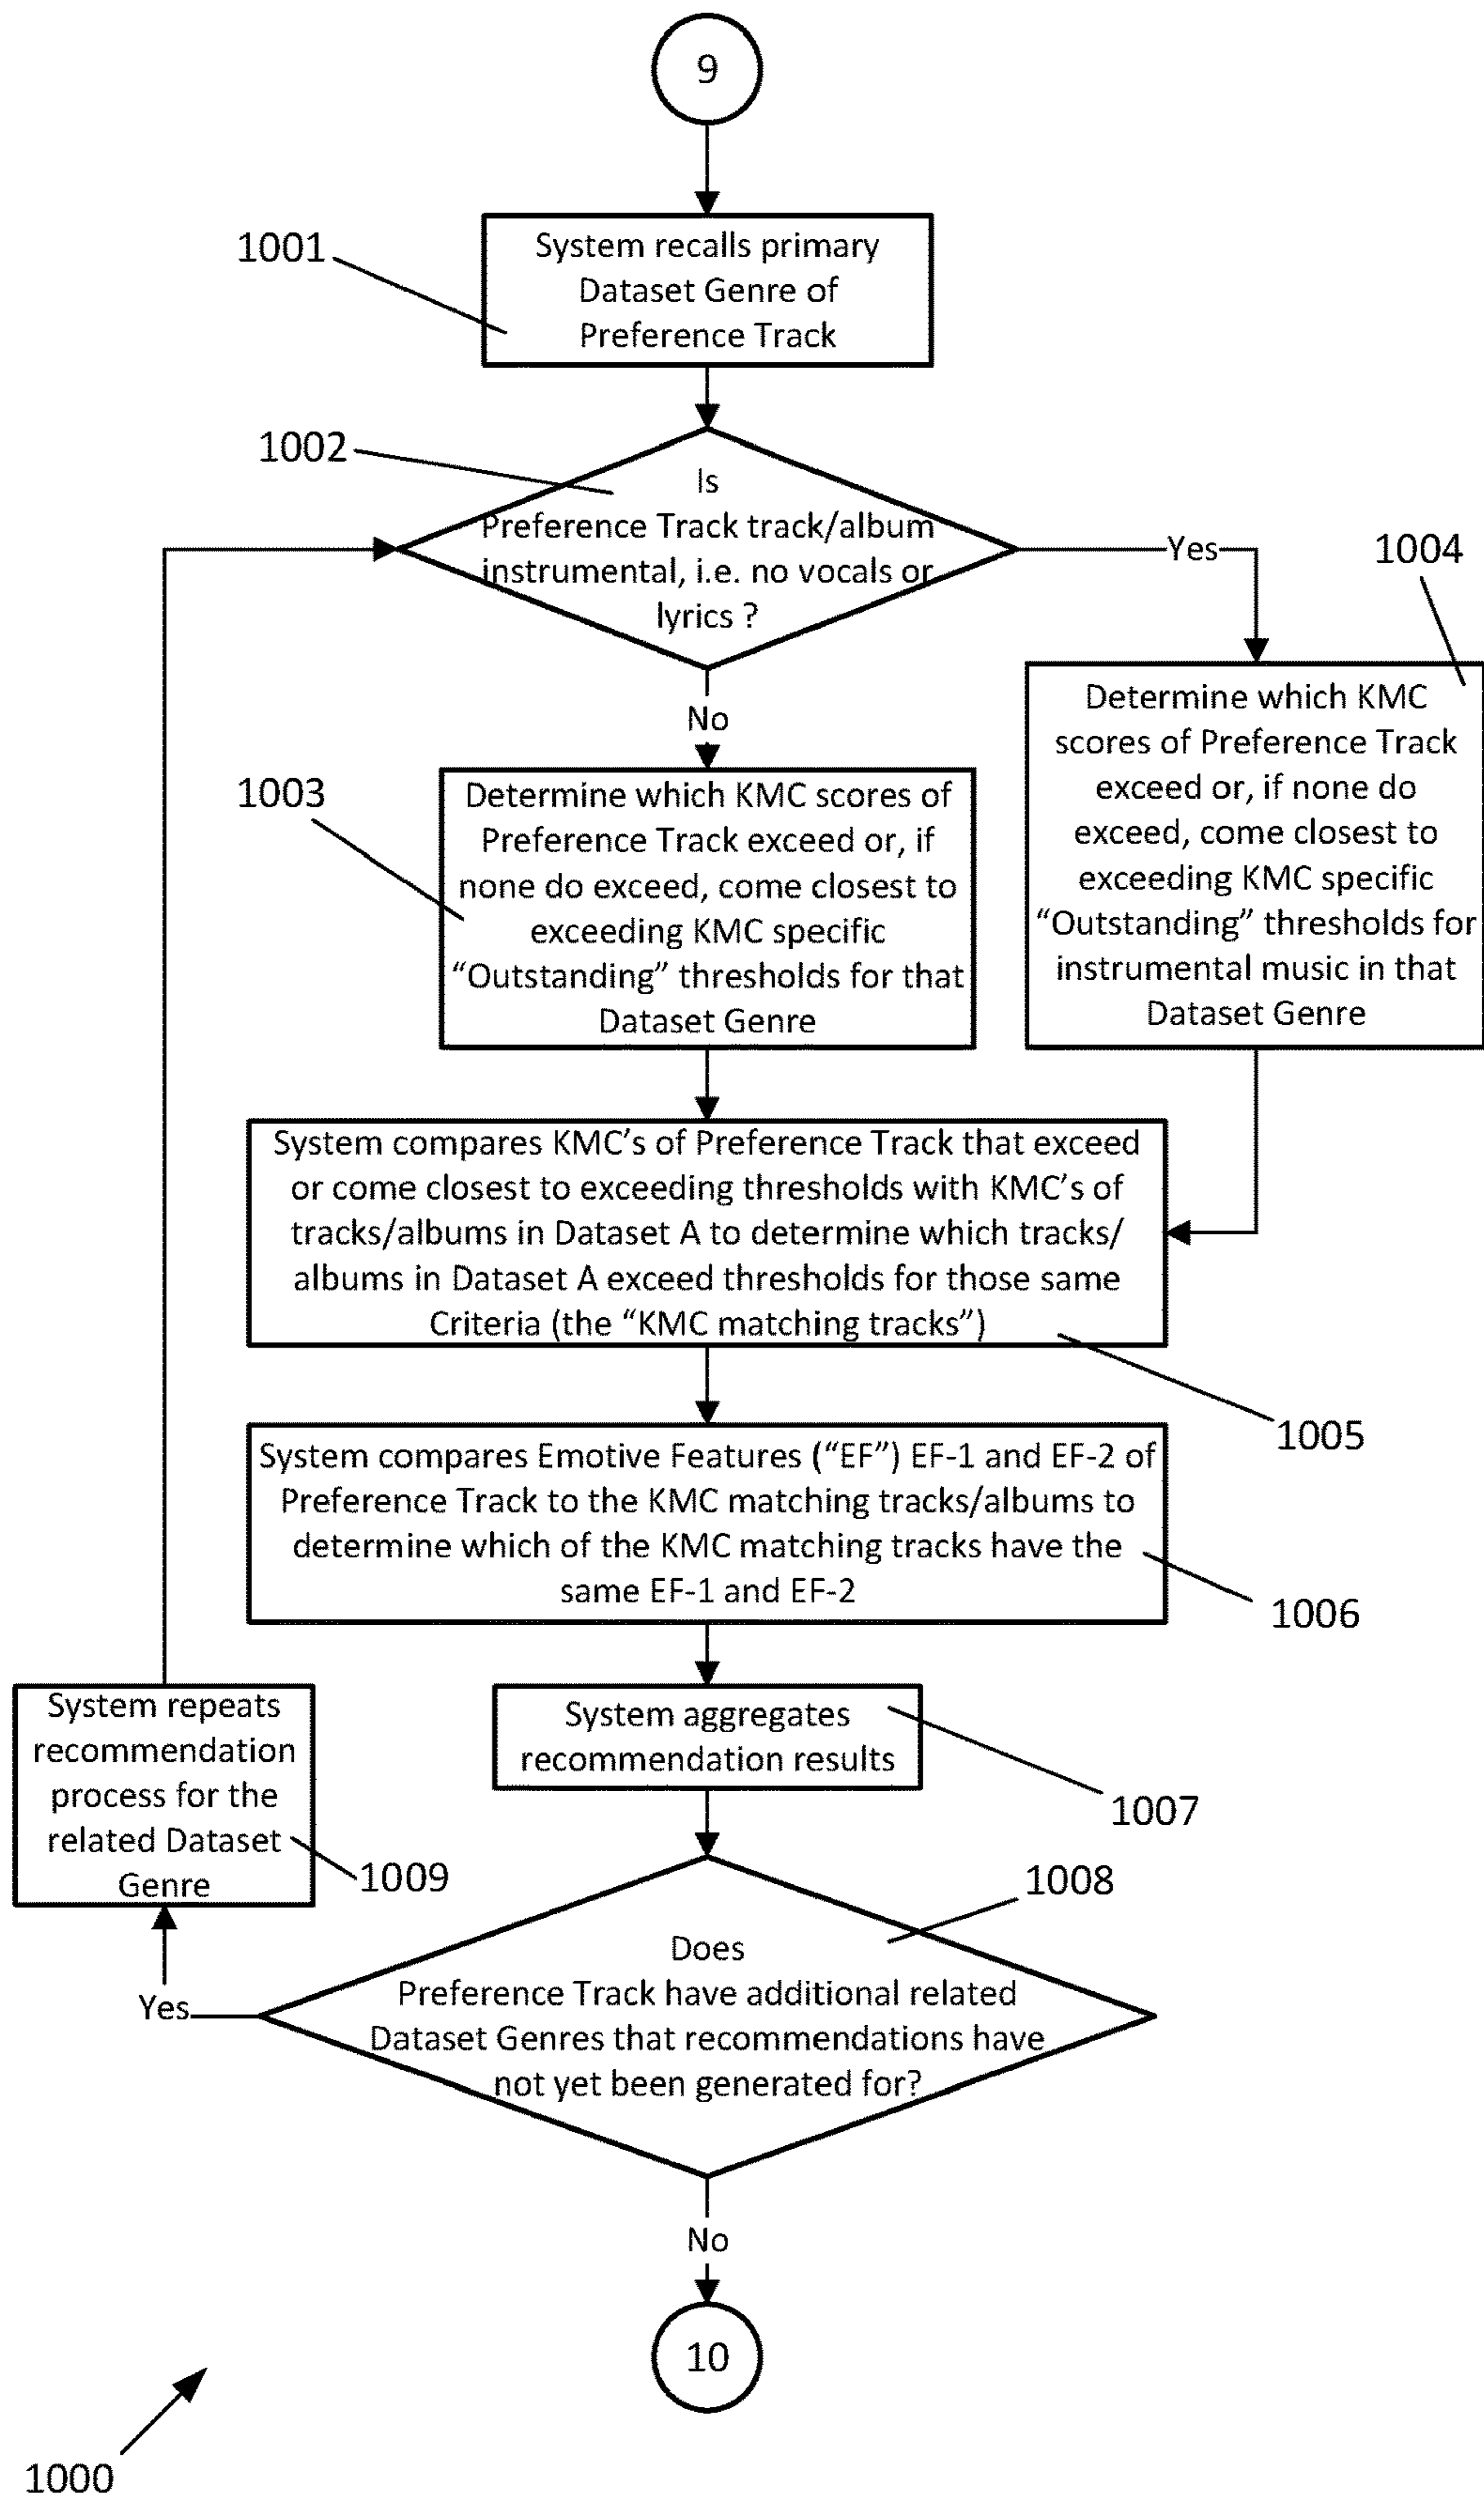 9
1001
System recalls primary
Dataset Genre of
Preference Track
1002
Is
Preference Track track/album
instrumental, i.e. no vocals or
lyrics ?
Yes
1004
No
Determine which KMC
scores of Preference Track
exceed or, if none do
exceed, come closest to
exceeding KMC specific
“Outstanding” thresholds for
instrumental music in that
Dataset Genre
1003
Determine which KMC scores of
Preference Track exceed or, if
none do exceed, come closest to
exceeding KMC specific
“Outstanding” thresholds for that
Dataset Genre
System compares KMC’s of Preference Track that exceed
or come closest to exceeding thresholds with KMC’s of
tracks/albums in Dataset A to determine which tracks/
albums in Dataset A exceed thresholds for those same
Criteria (the “KMC matching tracks”)
1005
System compares Emotive Features (“EF”) EF-1 and EF-2 of
Preference Track to the KMC matching tracks/albums to
determine which of the KMC matching tracks have the
same EF-1 and EF-2
1006
System aggregates
recommendation results
1007
System repeats
recommendation
process for the
related Dataset
Genre
1009
1008
Does
Preference Track have additional related
Dataset Genres that recommendations have
not yet been generated for?
Yes
No
10
1000